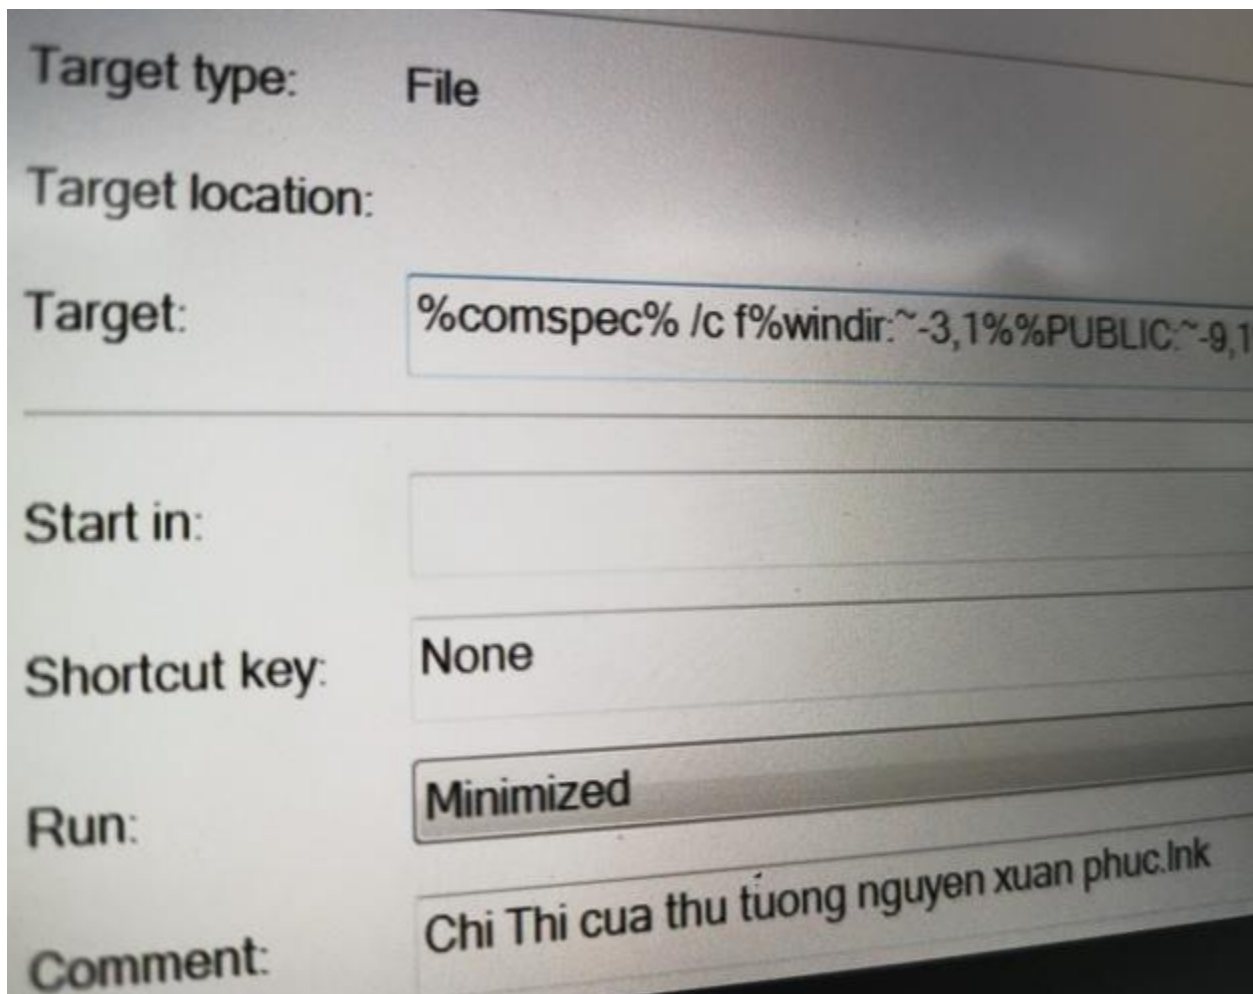 Target type: File
Target location:
Target: %comspec% /c f%windir:~-3,1%%PUBLIC:~-9,1
Start in:
Shortcut key: None
Run: Minimized
Comment: Chi Thi cua thu tuong nguyen xuan phuc.lnk